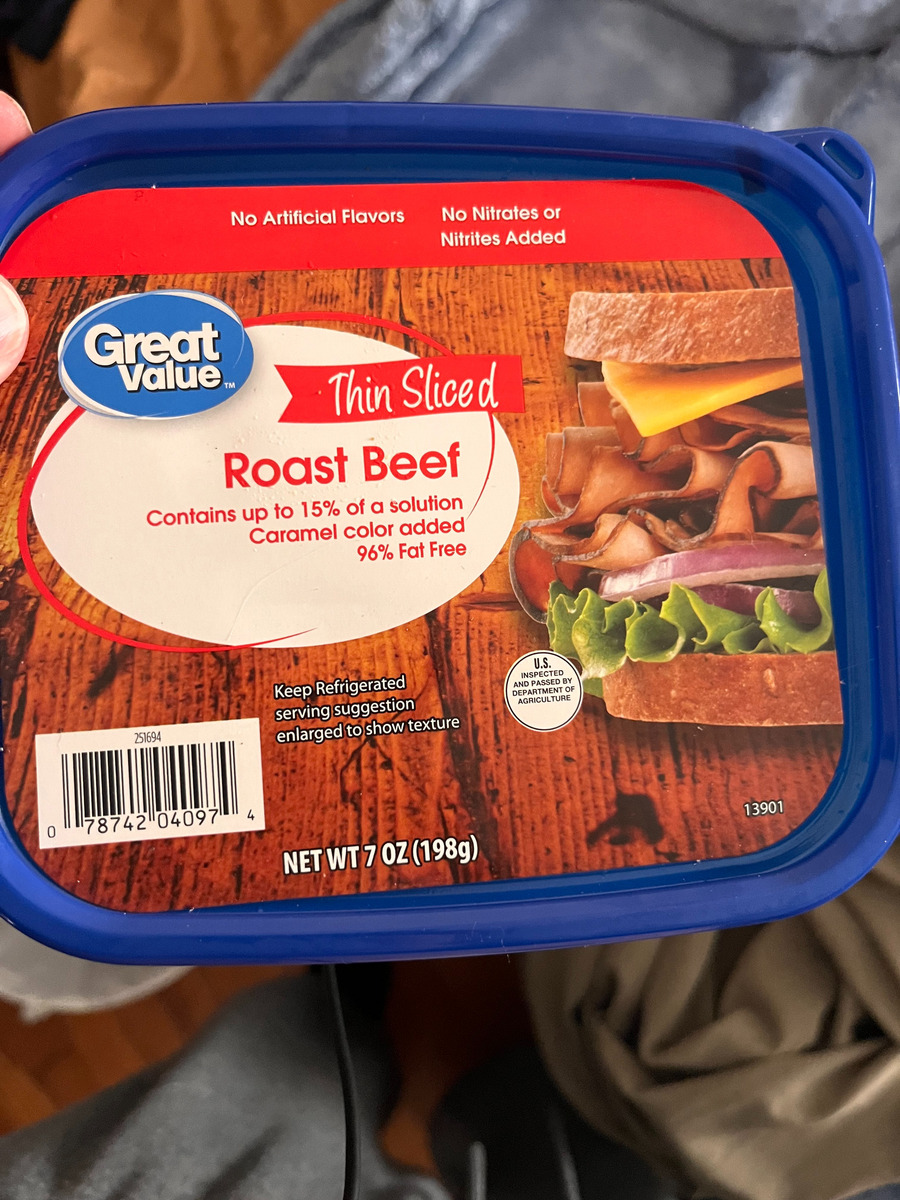 No Artificial Flavors
No Nitrates or
Nitrites Added
Great
Value™
Thin Sliced
Roast Beef
Contains up to 15% of a solution
Caramel color added
96% Fat Free
U.S.
INSPECTED
AND PASSED BY
DEPARTMENT OF
AGRICULTURE
Keep Refrigerated
serving suggestion
enlarged to show texture
251694
0 78742 04097 4
13901
NET WT 7 OZ (198g)